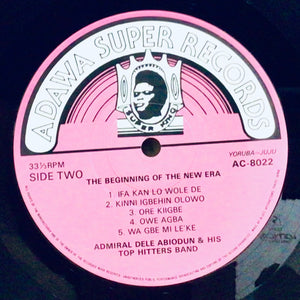 ADAWA SUPER RECORDS
SUPER KING
33⅓RPM
SIDE TWO
YORUBA–JUJU
AC-8022
THE BEGINNING OF THE NEW ERA
1. IFA KAN LO WOLE DE
2. KINNI IGBEHIN OLOWO
3. ORE KIIGBE
4. OWE AGBA
5. WA GBE MI LE'KE
ADMIRAL DELE ABIODUN & HIS
TOP HITTERS BAND